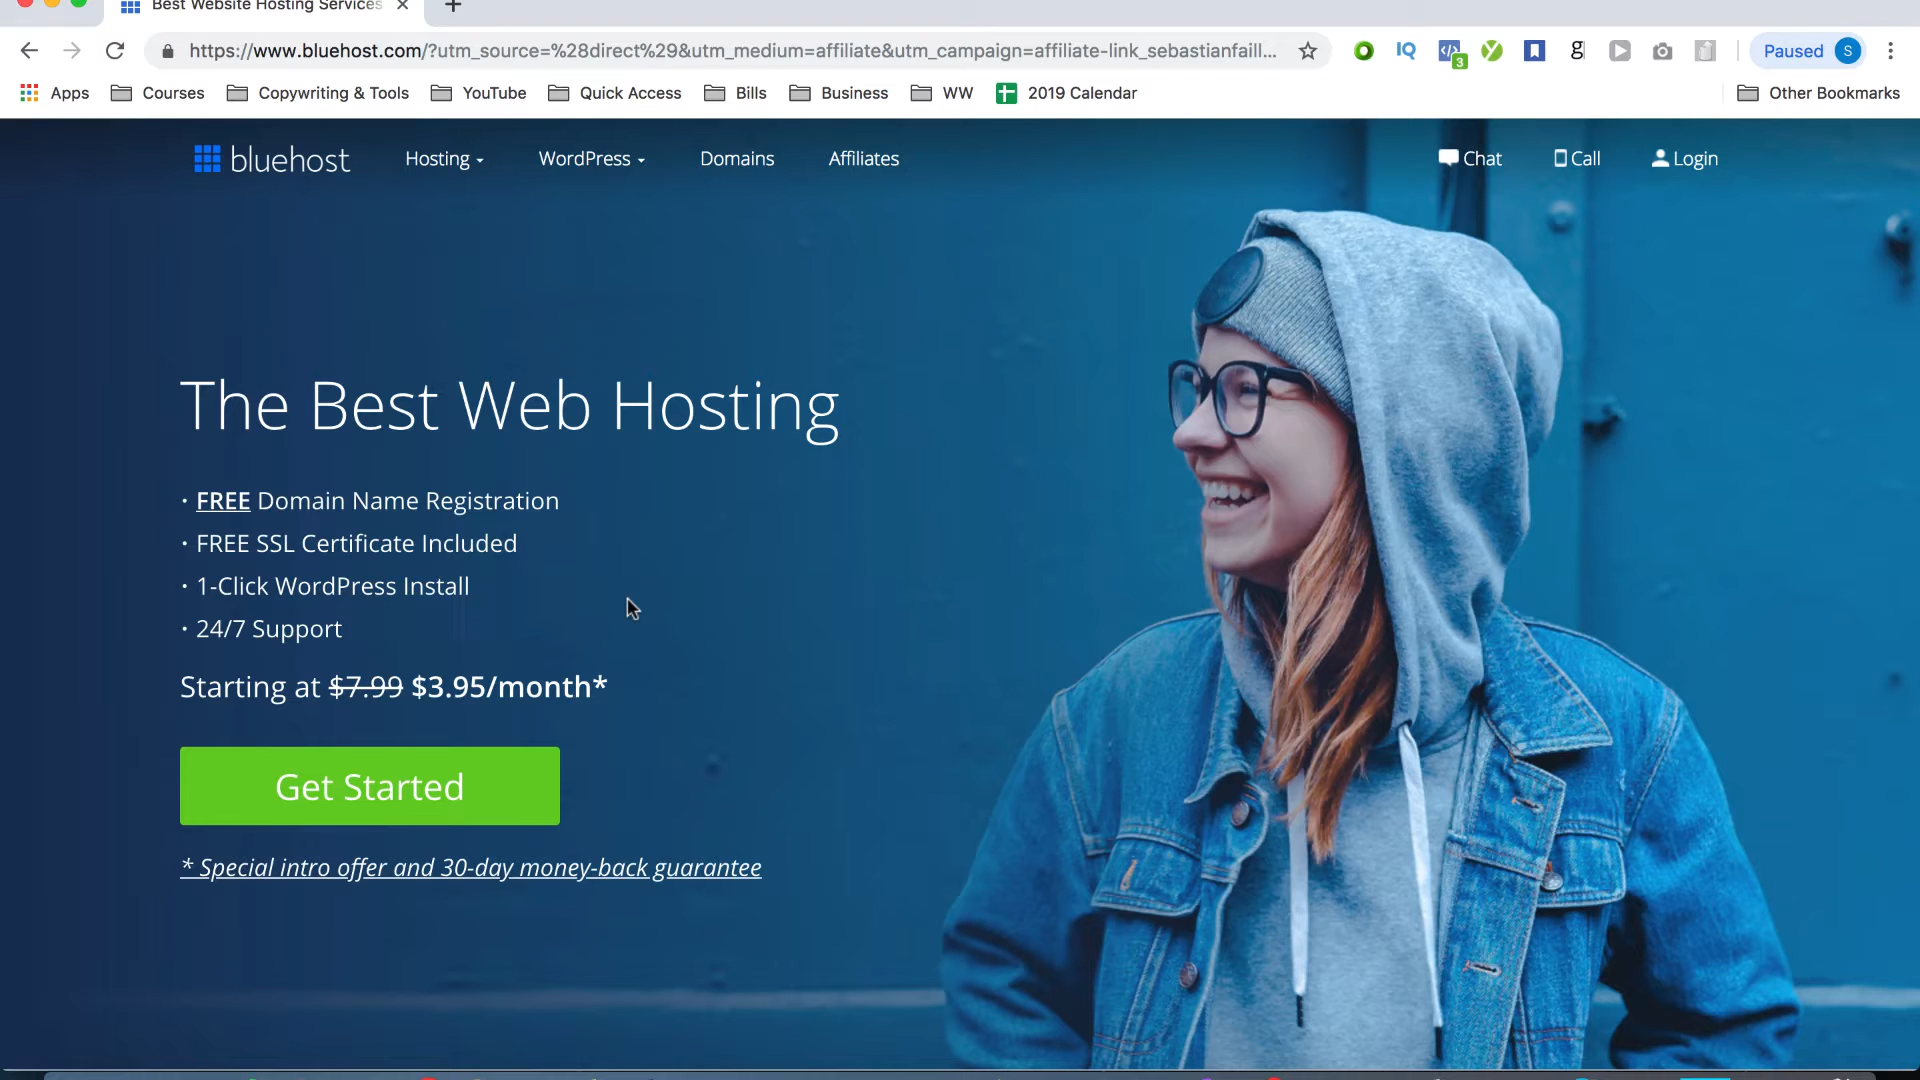 Best Website Hosting Services
https://www.bluehost.com/?utm_source=%28direct%29&utm_medium=affiliate&utm_campaign=affiliate-link_sebastianfaill...
IQ
3
g
Paused S
Apps Courses Copywriting & Tools YouTube Quick Access Bills Business WW 2019 Calendar Other Bookmarks
bluehost Hosting WordPress Domains Affiliates Chat Call Login
The Best Web Hosting
· FREE Domain Name Registration
· FREE SSL Certificate Included
· 1-Click WordPress Install
· 24/7 Support
Starting at $7.99 $3.95/month*
Get Started
* Special intro offer and 30-day money-back guarantee